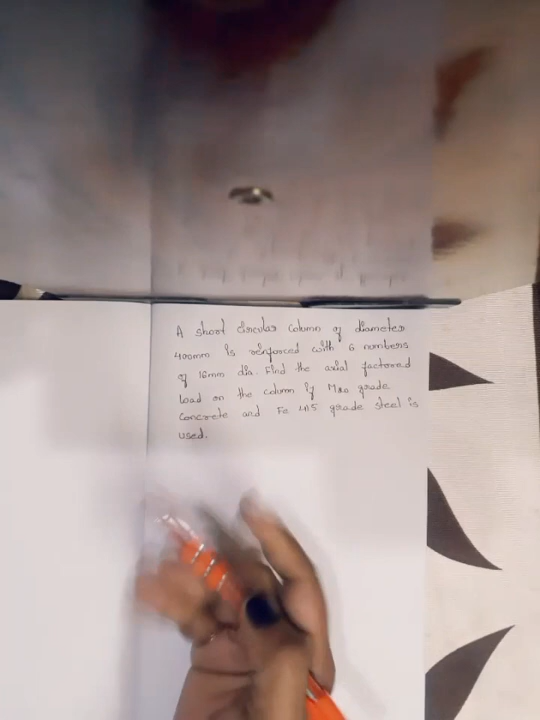 A short circular column of diameter
400mm is reinforced with 6 numbers
of 16mm dia. Find the axial factored
load on the column if M20 grade
concrete and Fe 415 grade steel is
used.